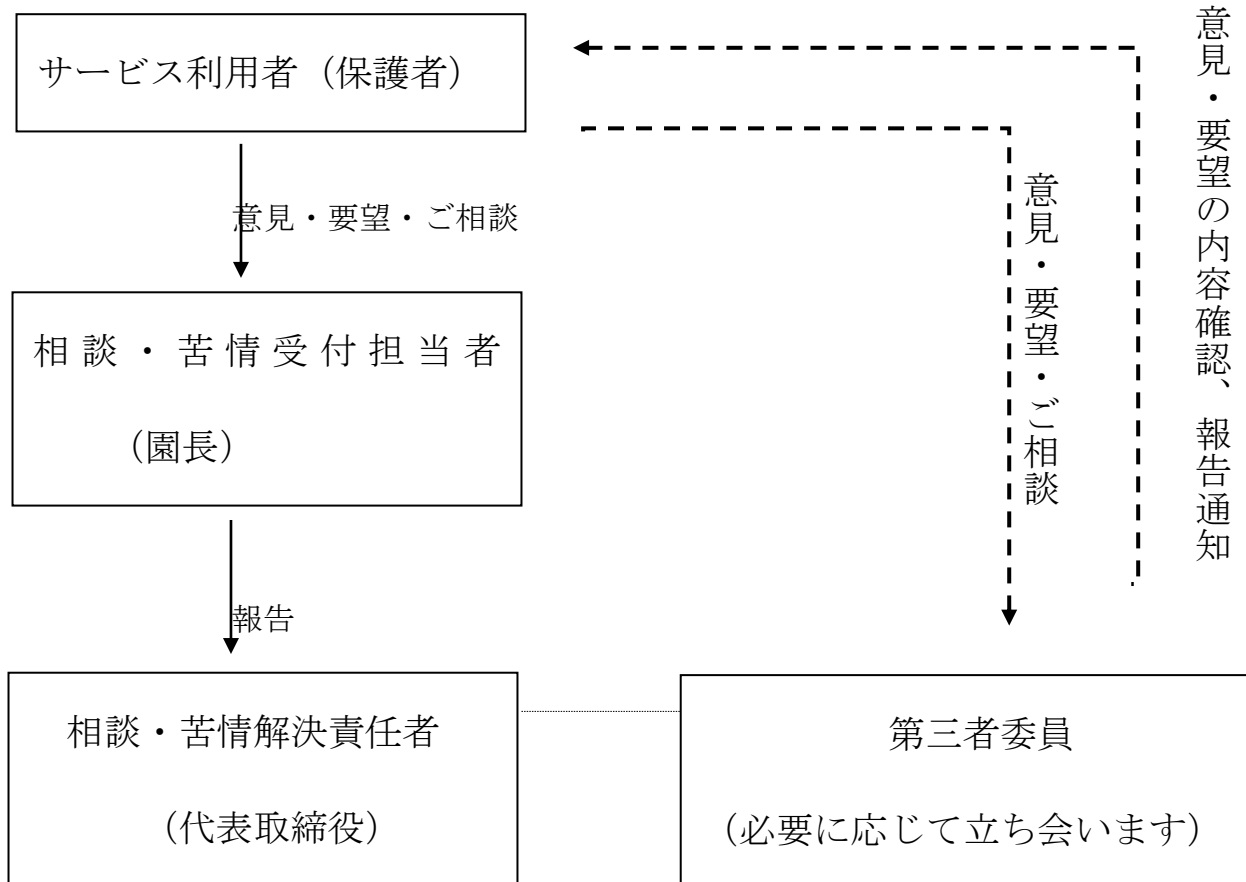 サービス利用者（保護者）
意見・要望・ご相談
相談・苦情受付担当者
（園長）
報告
相談・苦情解決責任者
（代表取締役）
意見・要望・ご相談
意見・要望の内容確認、報告通知
第三者委員
（必要に応じて立ち会います）